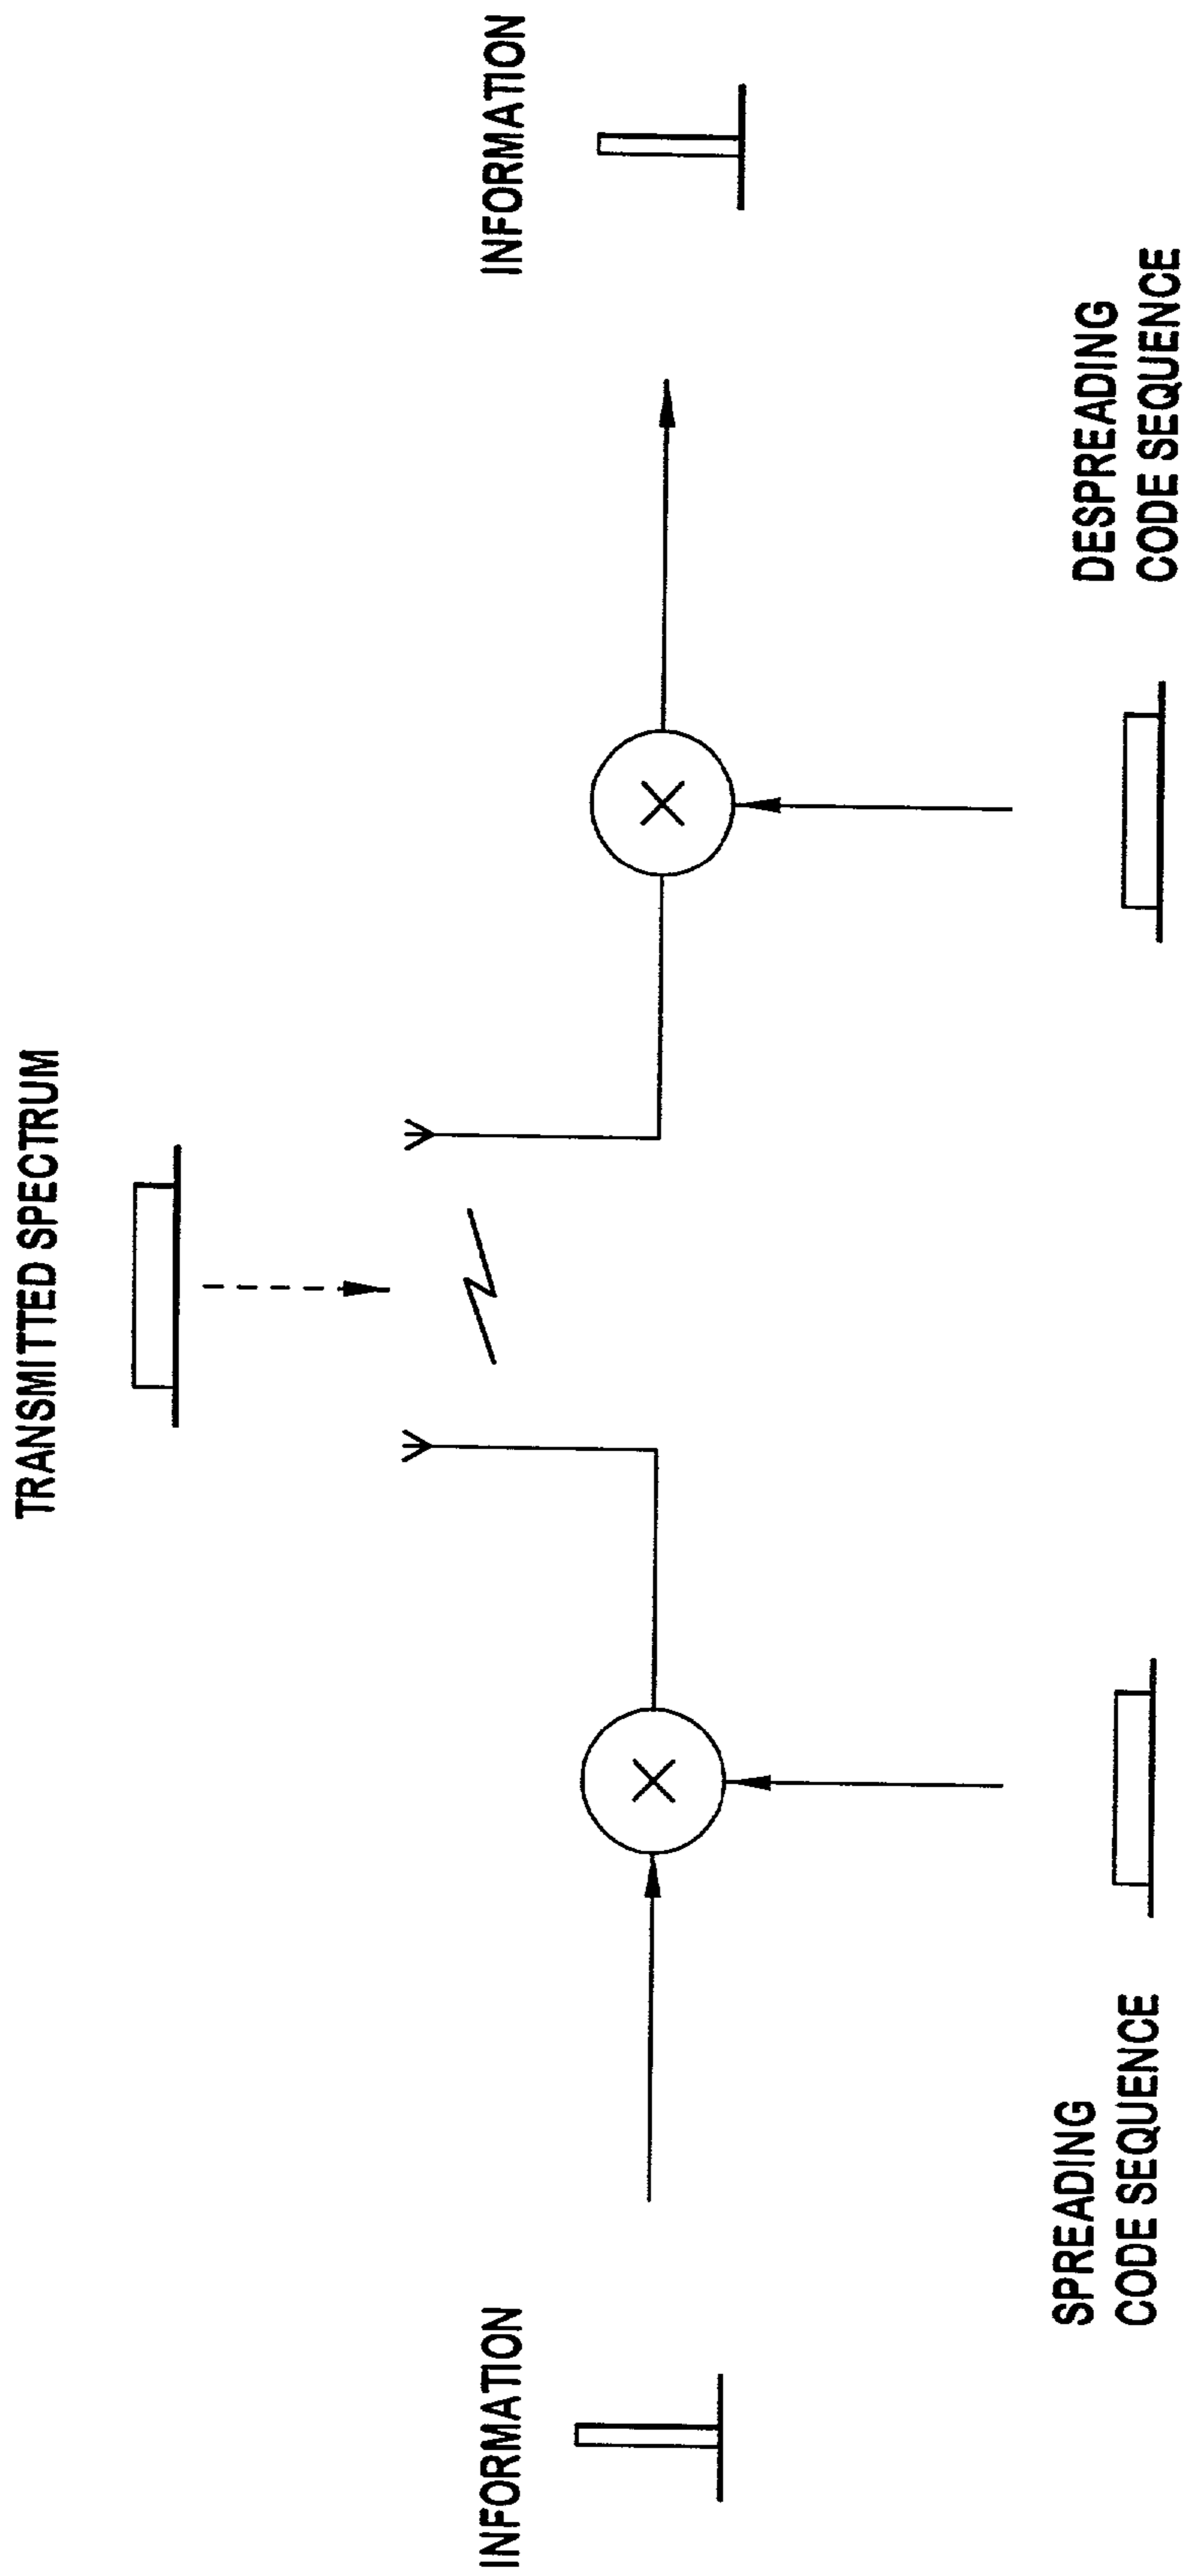 TRANSMITTED SPECTRUM
INFORMATION
INFORMATION
SPREADING
CODE SEQUENCE
DESPREADING
CODE SEQUENCE